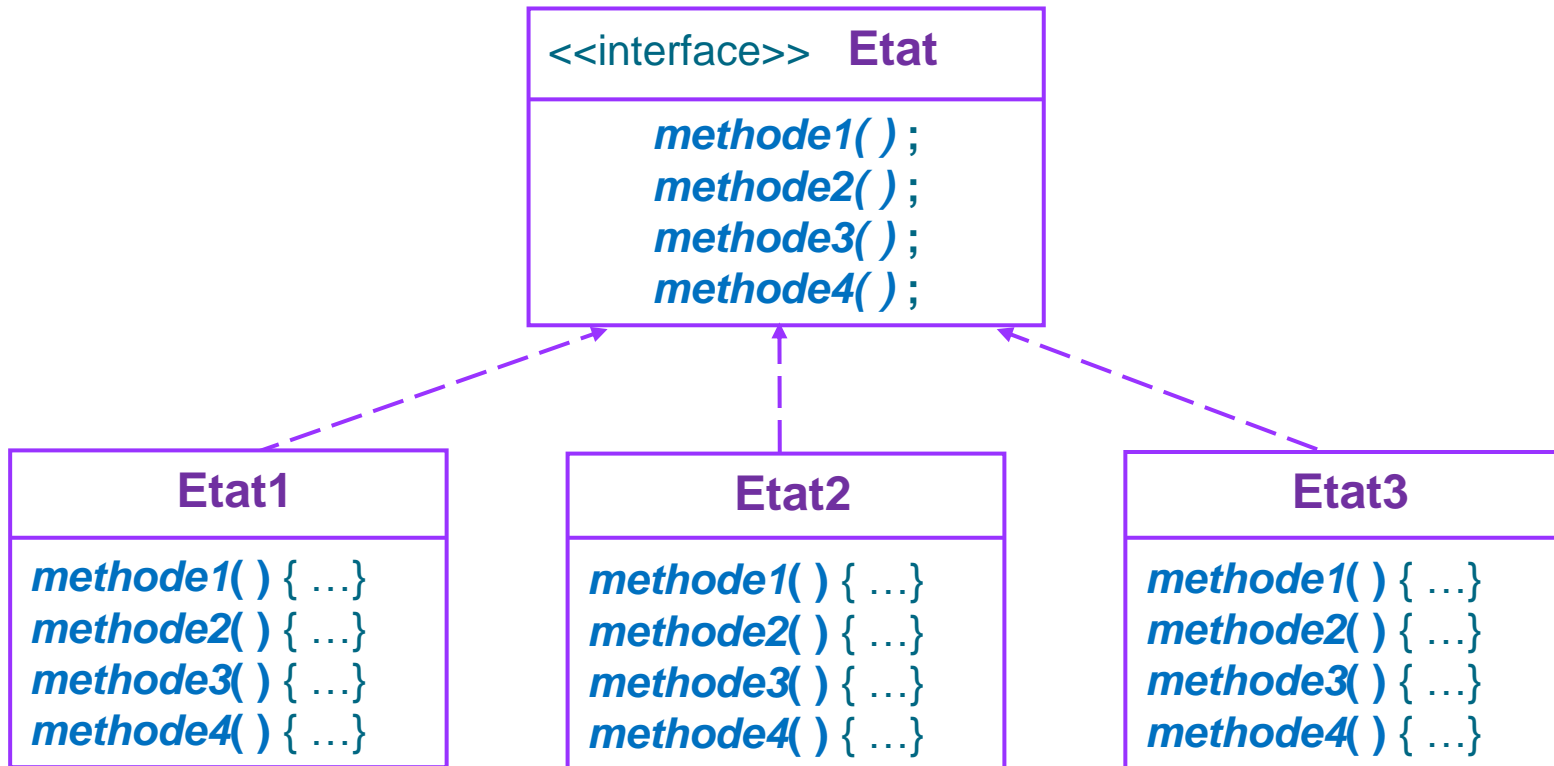 <<interface>> Etat
methode1( ) ;
methode2( ) ;
methode3( ) ;
methode4( ) ;
Etat1
methode1( ) { …}
methode2( ) { …}
methode3( ) { …}
methode4( ) { …}
Etat2
methode1( ) { …}
methode2( ) { …}
methode3( ) { …}
methode4( ) { …}
Etat3
methode1( ) { …}
methode2( ) { …}
methode3( ) { …}
methode4( ) { …}